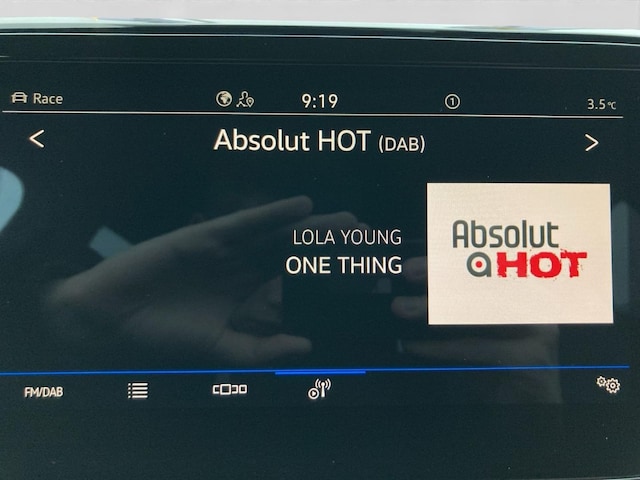 Race
9:19
1
3.5°C
Absolut HOT (DAB)
LOLA YOUNG
ONE THING
Absolut
a HOT
FM/DAB